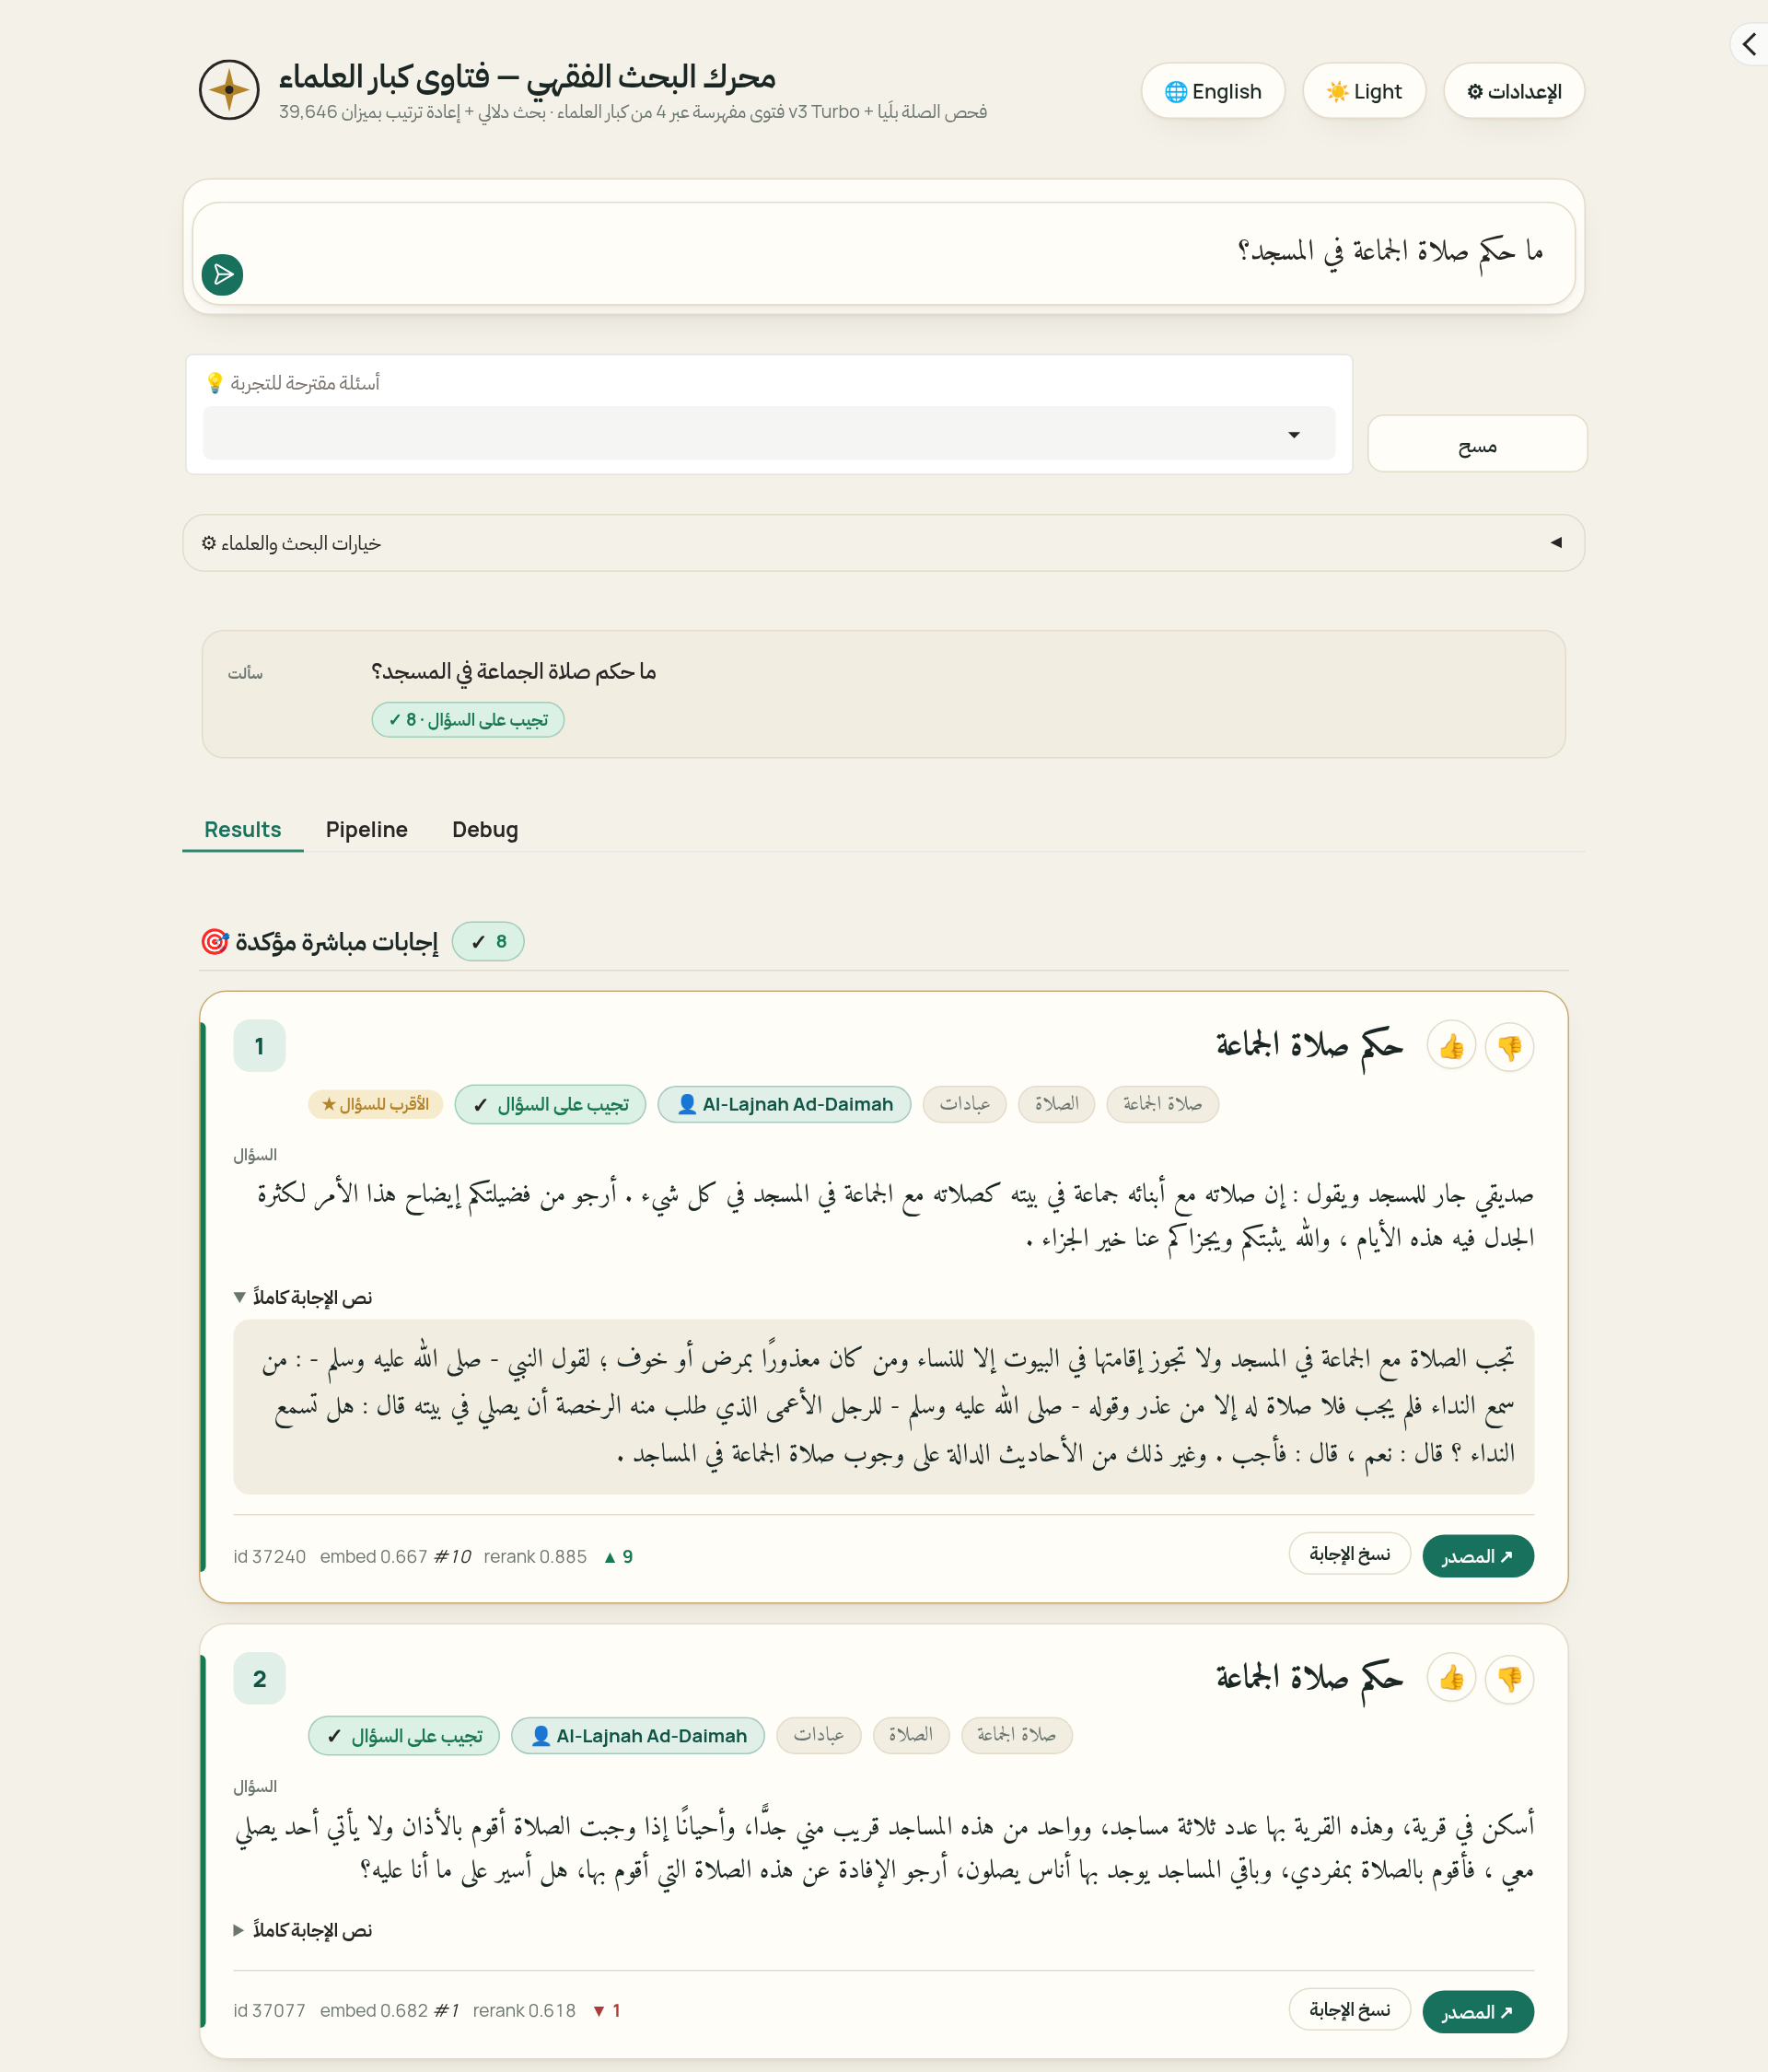 محرك البحث الفقهي — فتاوى كبار العلماء
39,646 فتوى مفهرسة عبر 4 من كبار العلماء · بحث دلالي + إعادة ترتيب بميزان v3 Turbo + فحص الصلة بلَيا
🌐 English
☀️ Light
الإعدادات ⚙
ما حكم صلاة الجماعة في المسجد؟
💡 أسئلة مقترحة للتجربة
مسح
⚙ خيارات البحث والعلماء
سألت
ما حكم صلاة الجماعة في المسجد؟
✓ 8 · تجيب على السؤال
Results Pipeline Debug
🎯 إجابات مباشرة مؤكدة
✓ 8
1
حكم صلاة الجماعة
👍 👎
★ الأقرب للسؤال
✓ تجيب على السؤال
👤 Al-Lajnah Ad-Daimah
عبادات
الصلاة
صلاة الجماعة
السؤال
صديقي جار للمسجد ويقول : إن صلاته مع أبنائه جماعة في بيته كصلاته مع الجماعة في المسجد في كل شيء . أرجو من فضيلتكم إيضاح هذا الأمر لكثرة
الجدل فيه هذه الأيام ، والله يثبتكم ويجزاكم عنا خير الجزاء .
▼ نص الإجابة كاملاً
تجب الصلاة مع الجماعة في المسجد ولا تجوز إقامتها في البيوت إلا للنساء ومن كان معذورًا بمرض أو خوف ؛ لقول النبي - صلى الله عليه وسلم - : من
سمع النداء فلم يجب فلا صلاة له إلا من عذر وقوله - صلى الله عليه وسلم - للرجل الأعمى الذي طلب منه الرخصة أن يصلي في بيته قال : هل تسمع
النداء ؟ قال : نعم ، قال : فأجب . وغير ذلك من الأحاديث الدالة على وجوب صلاة الجماعة في المساجد .
id 37240 embed 0.667 #10 rerank 0.885 ▲ 9
نسخ الإجابة
المصدر ↗
2
حكم صلاة الجماعة
👍 👎
✓ تجيب على السؤال
👤 Al-Lajnah Ad-Daimah
عبادات
الصلاة
صلاة الجماعة
السؤال
أسكن في قرية، وهذه القرية بها عدد ثلاثة مساجد، وواحد من هذه المساجد قريب مني جدًّا، وأحيانًا إذا وجبت الصلاة أقوم بالأذان ولا يأتي أحد يصلي
معي ، فأقوم بالصلاة بمفردي، وباقي المساجد يوجد بها أناس يصلون، أرجو الإفادة عن هذه الصلاة التي أقوم بها، هل أسير على ما أنا عليه؟
▶ نص الإجابة كاملاً
id 37077 embed 0.682 #1 rerank 0.618 ▼ 1
نسخ الإجابة
المصدر ↗